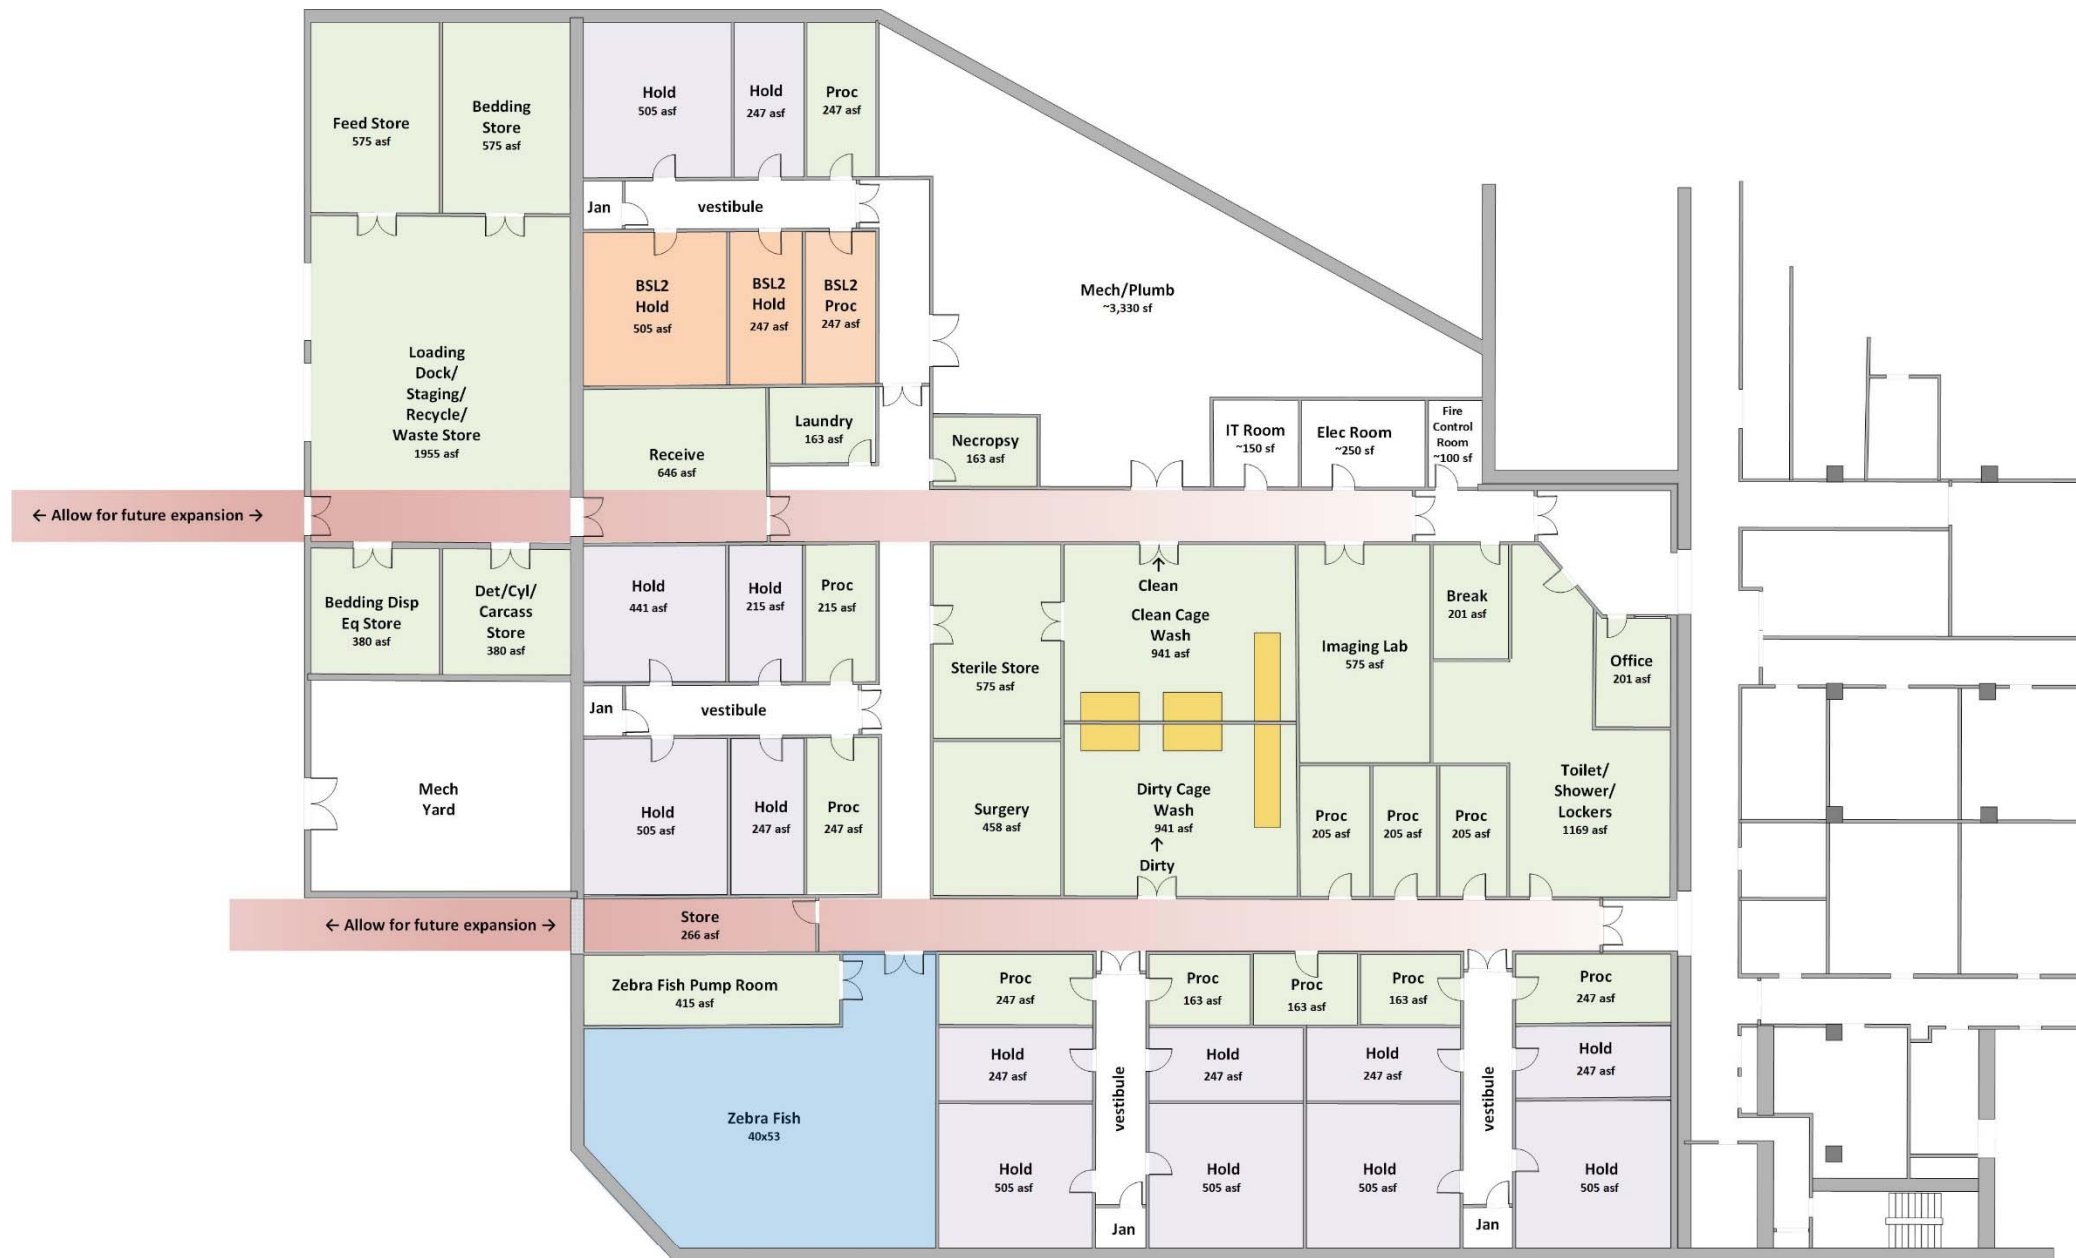 Feed Store
575 asf
Bedding
Store
575 asf
Hold
505 asf
Hold
247 asf
Proc
247 asf
Jan
vestibule
BSL2
Hold
505 asf
BSL2
Hold
247 asf
BSL2
Proc
247 asf
Mech/Plumb
~3,330 sf
Loading
Dock/
Staging/
Recycle/
Waste Store
1955 asf
Receive
646 asf
Laundry
163 asf
Necropsy
163 asf
IT Room
~150 sf
Elec Room
~250 sf
Fire
Control
Room
~100 sf
← Allow for future expansion →
Bedding Disp
Eq Store
380 asf
Det/Cyl/
Carcass
Store
380 asf
Hold
441 asf
Hold
215 asf
Proc
215 asf
Jan
vestibule
Sterile Store
575 asf
↑
Clean
Clean Cage
Wash
941 asf
Imaging Lab
575 asf
Break
201 asf
Office
201 asf
Mech
Yard
Hold
505 asf
Hold
247 asf
Proc
247 asf
Surgery
458 asf
Dirty Cage
Wash
941 asf
↑
Dirty
Proc
205 asf
Proc
205 asf
Proc
205 asf
Toilet/
Shower/
Lockers
1169 asf
← Allow for future expansion →
Store
266 asf
Zebra Fish Pump Room
415 asf
Proc
247 asf
Proc
163 asf
Proc
163 asf
Proc
163 asf
Proc
247 asf
Hold
247 asf
vestibule
Hold
247 asf
Hold
247 asf
vestibule
Hold
247 asf
Zebra Fish
40x53
Hold
505 asf
Hold
505 asf
Hold
505 asf
Hold
505 asf
Jan
Jan